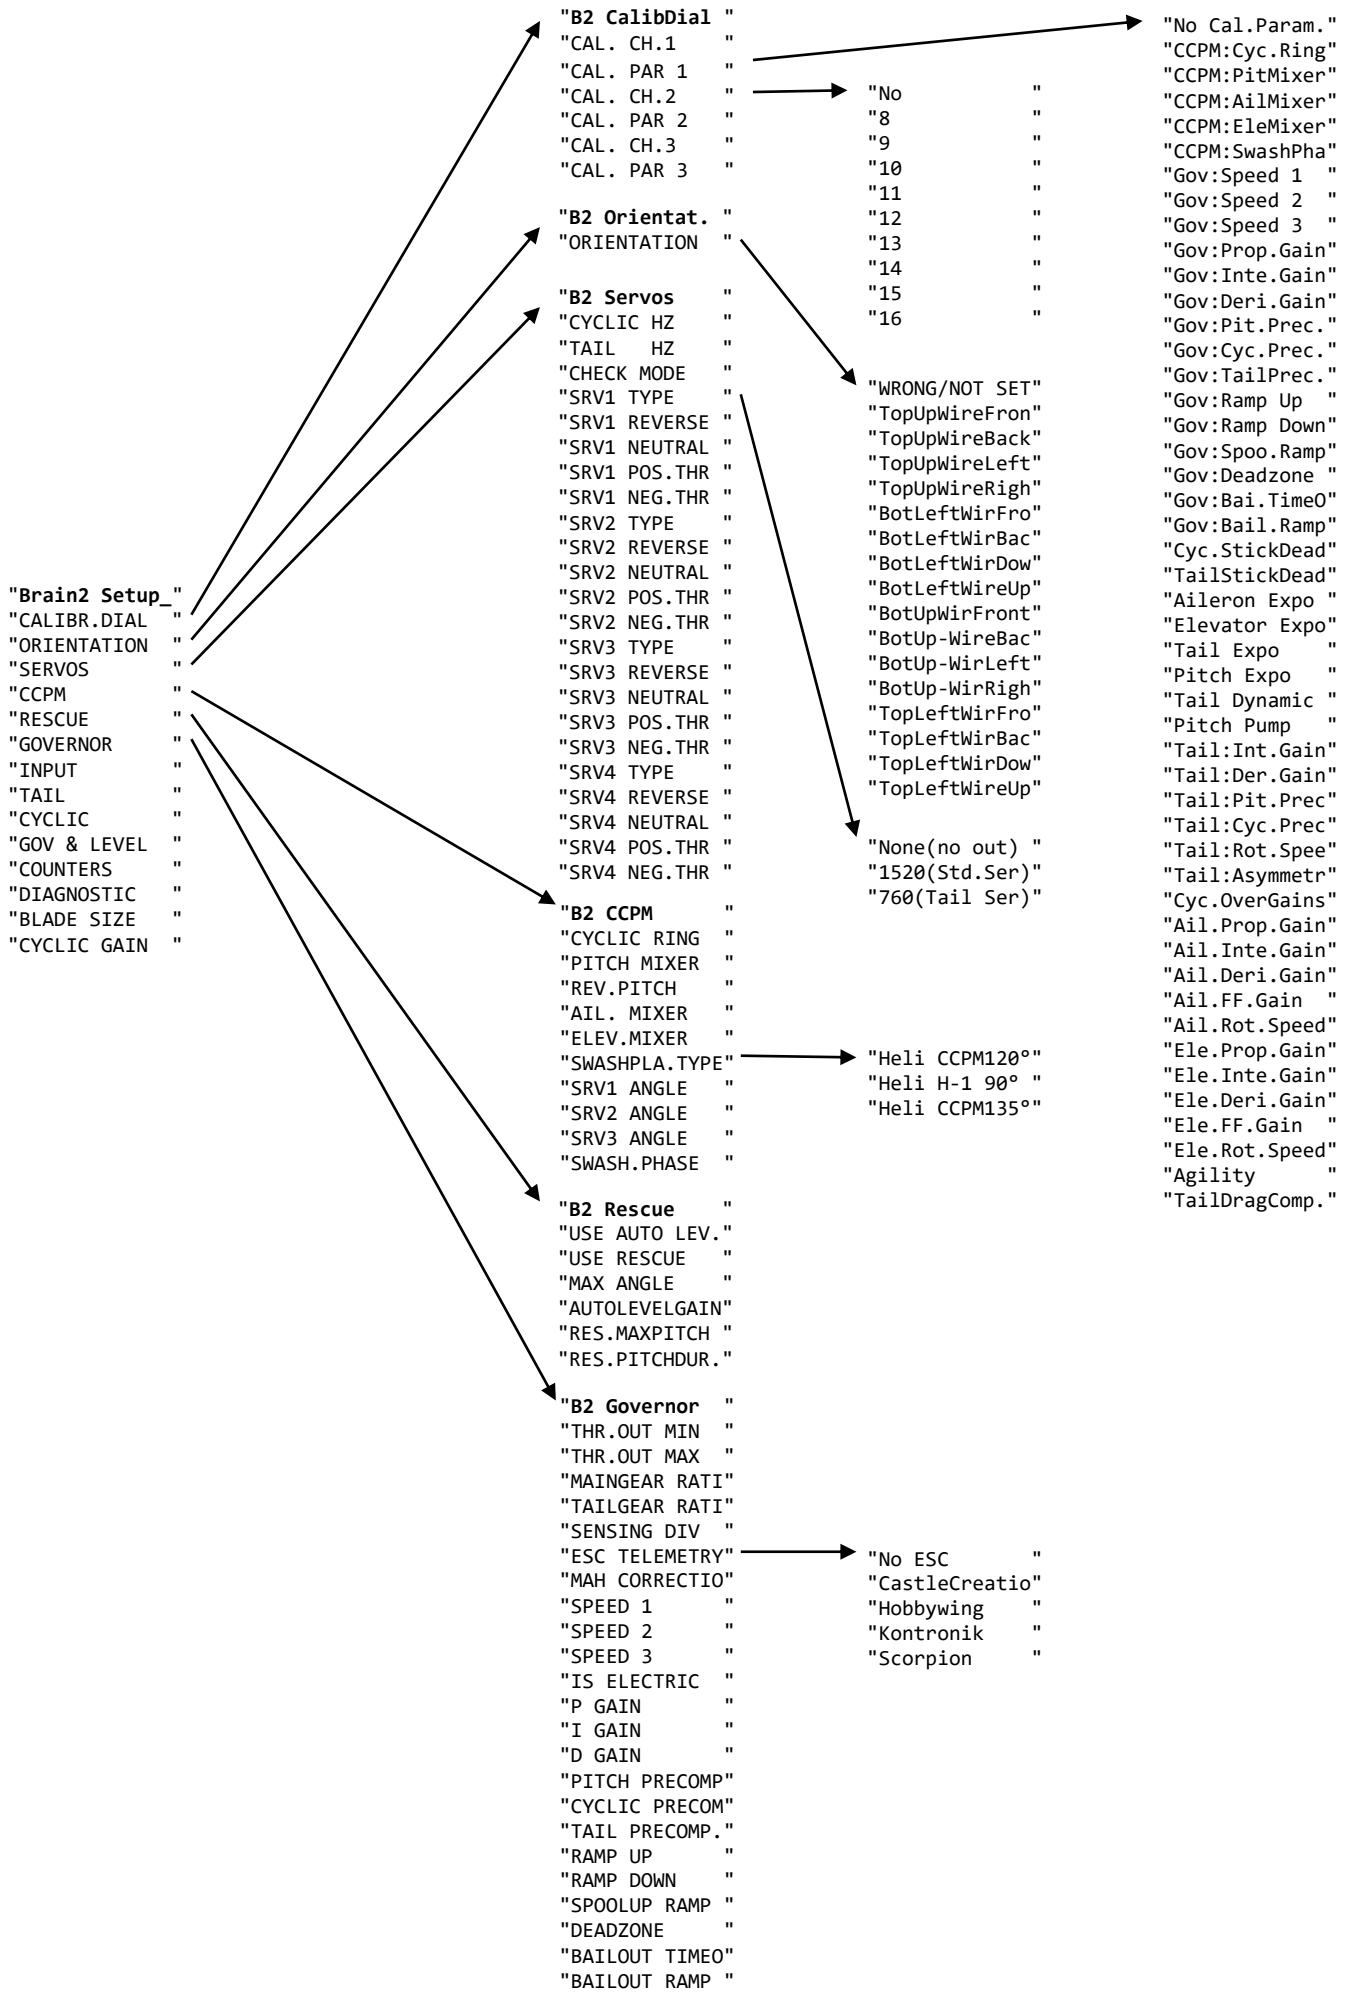 "Brain2 Setup_"
"CALIBR.DIAL  "
"ORIENTATION  "
"SERVOS       "
"CCPM         "
"RESCUE       "
"GOVERNOR     "
"INPUT        "
"TAIL         "
"CYCLIC       "
"GOV & LEVEL  "
"COUNTERS     "
"DIAGNOSTIC   "
"BLADE SIZE   "
"CYCLIC GAIN  "
"B2 CalibDial "
"CAL. CH.1    "
"CAL. PAR 1   "
"CAL. CH.2    "
"CAL. PAR 2   "
"CAL. CH.3    "
"CAL. PAR 3   "
"B2 Orientat. "
"ORIENTATION  "
"B2 Servos    "
"CYCLIC HZ    "
"TAIL   HZ    "
"CHECK MODE   "
"SRV1 TYPE    "
"SRV1 REVERSE "
"SRV1 NEUTRAL "
"SRV1 POS.THR "
"SRV1 NEG.THR "
"SRV2 TYPE    "
"SRV2 REVERSE "
"SRV2 NEUTRAL "
"SRV2 POS.THR "
"SRV2 NEG.THR "
"SRV3 TYPE    "
"SRV3 REVERSE "
"SRV3 NEUTRAL "
"SRV3 POS.THR "
"SRV3 NEG.THR "
"SRV4 TYPE    "
"SRV4 REVERSE "
"SRV4 NEUTRAL "
"SRV4 POS.THR "
"SRV4 NEG.THR "
"B2 CCPM      "
"CYCLIC RING  "
"PITCH MIXER  "
"REV.PITCH    "
"AIL. MIXER   "
"ELEV.MIXER   "
"SWASHPLA.TYPE"
"SRV1 ANGLE   "
"SRV2 ANGLE   "
"SRV3 ANGLE   "
"SWASH.PHASE  "
"B2 Rescue    "
"USE AUTO LEV."
"USE RESCUE   "
"MAX ANGLE    "
"AUTOLEVELGAIN"
"RES.MAXPITCH "
"RES.PITCHDUR."
"B2 Governor  "
"THR.OUT MIN  "
"THR.OUT MAX  "
"MAINGEAR RATI"
"TAILGEAR RATI"
"SENSING DIV  "
"ESC TELEMETRY"
"MAH CORRECTIO"
"SPEED 1      "
"SPEED 2      "
"SPEED 3      "
"IS ELECTRIC  "
"P GAIN       "
"I GAIN       "
"D GAIN       "
"PITCH PRECOMP"
"CYCLIC PRECOM"
"TAIL PRECOMP."
"RAMP UP      "
"RAMP DOWN    "
"SPOOLUP RAMP "
"DEADZONE     "
"BAILOUT TIMEO"
"BAILOUT RAMP "
"No           "
"8            "
"9            "
"10           "
"11           "
"12           "
"13           "
"14           "
"15           "
"16           "
"WRONG/NOT SET"
"TopUpWireFron"
"TopUpWireBack"
"TopUpWireLeft"
"TopUpWireRigh"
"BotLeftWirFro"
"BotLeftWirBac"
"BotLeftWirDow"
"BotLeftWireUp"
"BotUpWirFront"
"BotUp-WireBac"
"BotUp-WirLeft"
"BotUp-WirRigh"
"TopLeftWirFro"
"TopLeftWirBac"
"TopLeftWirDow"
"TopLeftWireUp"
"None(no out) "
"1520(Std.Ser)"
"760(Tail Ser)"
"Heli CCPM120°"
"Heli H-1 90° "
"Heli CCPM135°"
"No ESC       "
"CastleCreatio"
"Hobbywing    "
"Kontronik    "
"Scorpion     "
"No Cal.Param."
"CCPM:Cyc.Ring"
"CCPM:PitMixer"
"CCPM:AilMixer"
"CCPM:EleMixer"
"CCPM:SwashPha"
"Gov:Speed 1  "
"Gov:Speed 2  "
"Gov:Speed 3  "
"Gov:Prop.Gain"
"Gov:Inte.Gain"
"Gov:Deri.Gain"
"Gov:Pit.Prec."
"Gov:Cyc.Prec."
"Gov:TailPrec."
"Gov:Ramp Up  "
"Gov:Ramp Down"
"Gov:Spoo.Ramp"
"Gov:Deadzone "
"Gov:Bai.TimeO"
"Gov:Bail.Ramp"
"Cyc.StickDead"
"TailStickDead"
"Aileron Expo "
"Elevator Expo"
"Tail Expo    "
"Pitch Expo   "
"Tail Dynamic "
"Pitch Pump   "
"Tail:Int.Gain"
"Tail:Der.Gain"
"Tail:Pit.Prec"
"Tail:Cyc.Prec"
"Tail:Rot.Spee"
"Tail:Asymmetr"
"Cyc.OverGains"
"Ail.Prop.Gain"
"Ail.Inte.Gain"
"Ail.Deri.Gain"
"Ail.FF.Gain  "
"Ail.Rot.Speed"
"Ele.Prop.Gain"
"Ele.Inte.Gain"
"Ele.Deri.Gain"
"Ele.FF.Gain  "
"Ele.Rot.Speed"
"Agility      "
"TailDragComp."